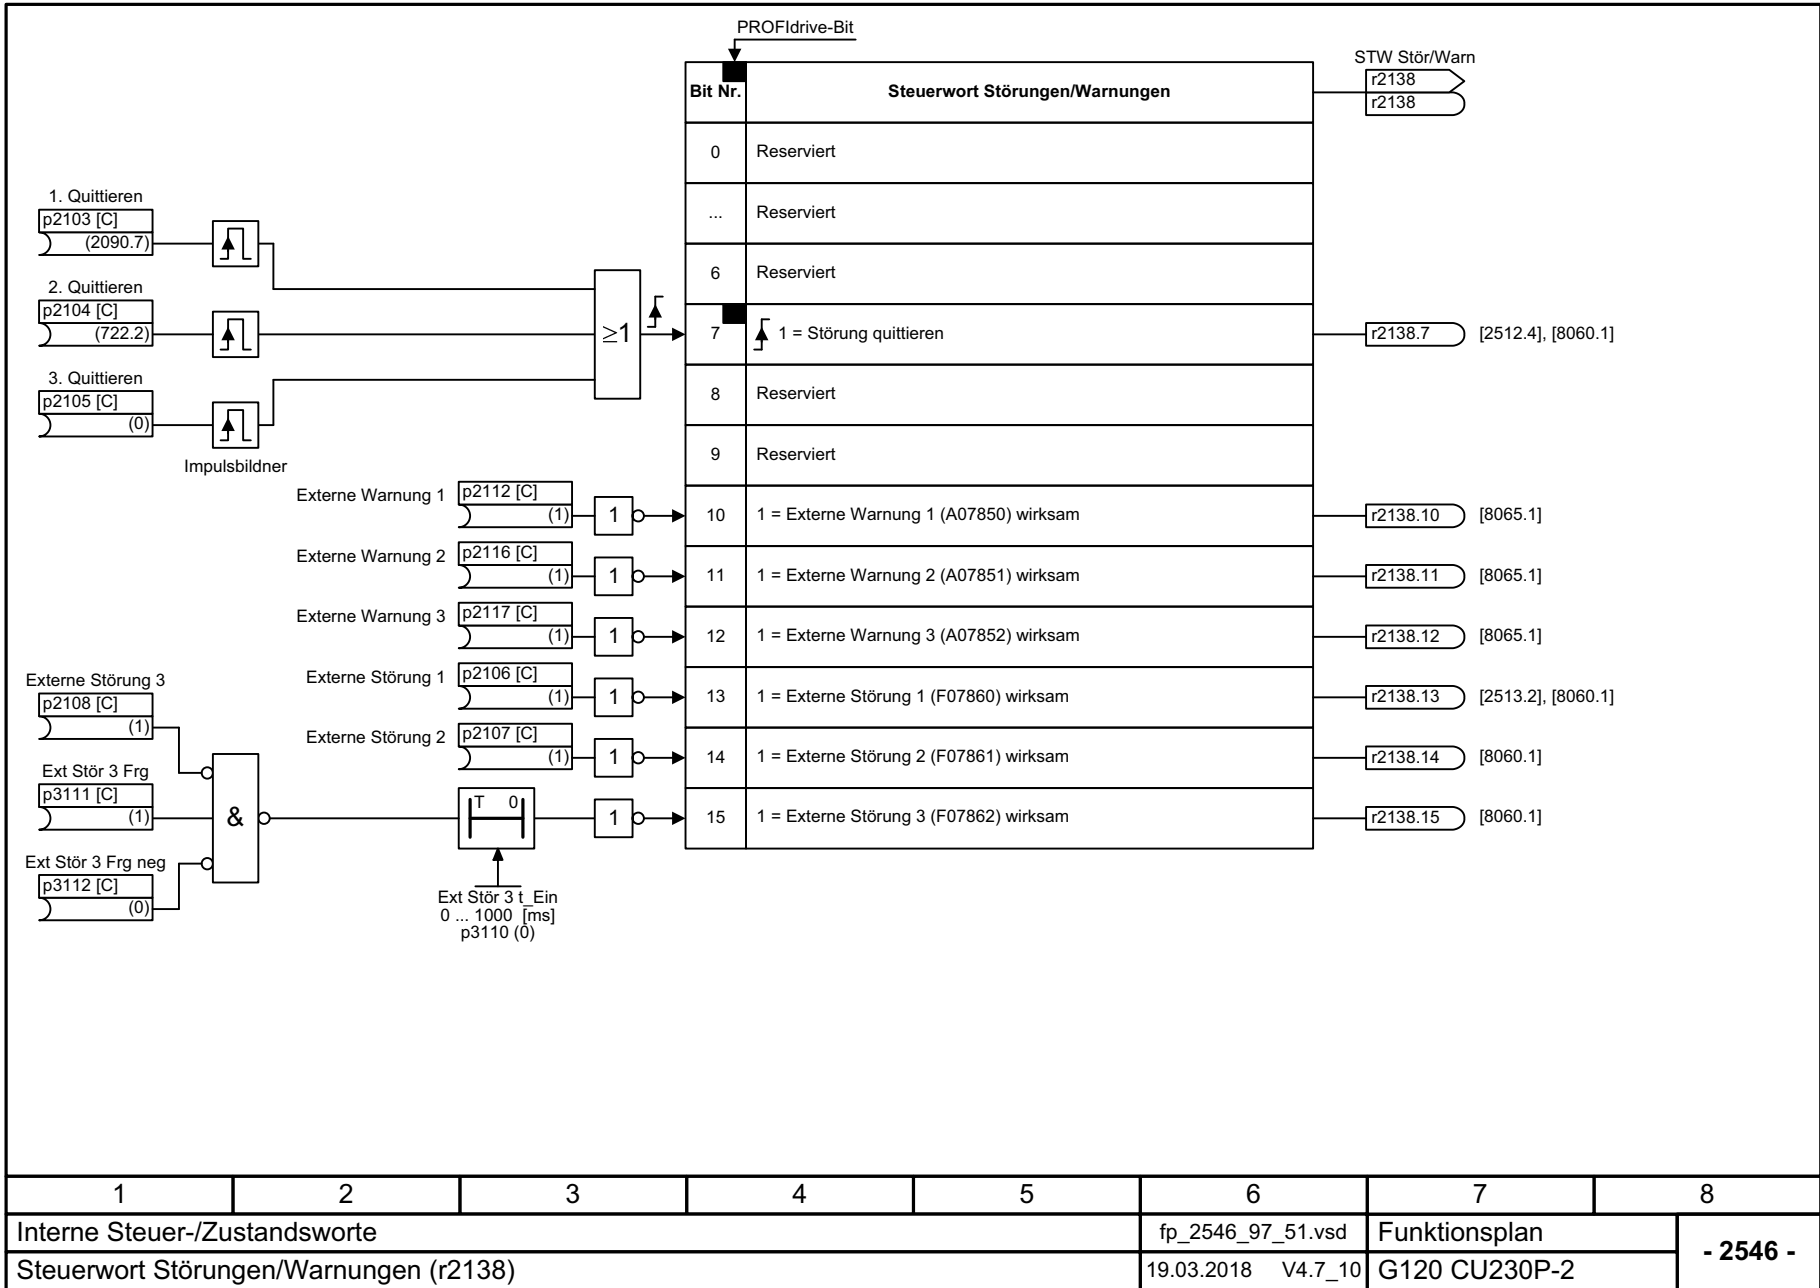 PROFIdrive-Bit
STW Stör/Warn
r2138
r2138
Bit Nr. Steuerwort Störungen/Warnungen
0 Reserviert
... Reserviert
6 Reserviert
7 1 = Störung quittieren r2138.7 [2512.4], [8060.1]
8 Reserviert
9 Reserviert
1. Quittieren
p2103 [C]
(2090.7)
2. Quittieren
p2104 [C]
(722.2)
3. Quittieren
p2105 [C]
(0)
Impulsbildner
≥1
Externe Warnung 1 p2112 [C]
(1) 1 10 1 = Externe Warnung 1 (A07850) wirksam r2138.10 [8065.1]
Externe Warnung 2 p2116 [C]
(1) 1 11 1 = Externe Warnung 2 (A07851) wirksam r2138.11 [8065.1]
Externe Warnung 3 p2117 [C]
(1) 1 12 1 = Externe Warnung 3 (A07852) wirksam r2138.12 [8065.1]
Externe Störung 1 p2106 [C]
(1) 1 13 1 = Externe Störung 1 (F07860) wirksam r2138.13 [2513.2], [8060.1]
Externe Störung 2 p2107 [C]
(1) 1 14 1 = Externe Störung 2 (F07861) wirksam r2138.14 [8060.1]
Externe Störung 3
p2108 [C]
(1)
Ext Stör 3 Frg
p3111 [C]
(1) & T 0 1 15 1 = Externe Störung 3 (F07862) wirksam r2138.15 [8060.1]
Ext Stör 3 Frg neg
p3112 [C]
(0)
Ext Stör 3 t_Ein
0 ... 1000 [ms]
p3110 (0)
1 2 3 4 5 6 7 8
Interne Steuer-/Zustandsworte fp_2546_97_51.vsd Funktionsplan
- 2546 -
Steuerwort Störungen/Warnungen (r2138) 19.03.2018 V4.7_10 G120 CU230P-2